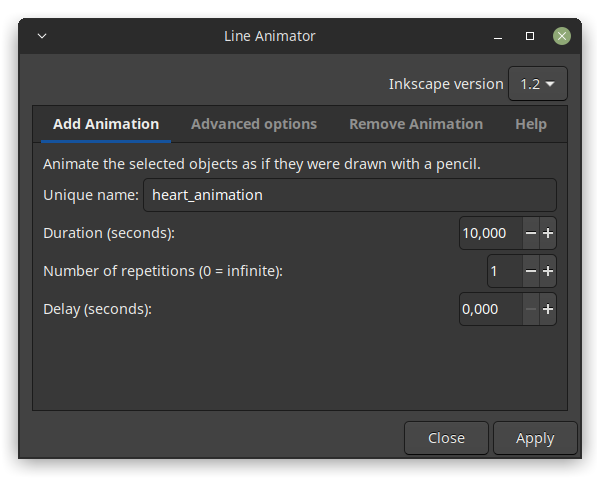 Line Animator
Inkscape version 1.2
Add Animation Advanced options Remove Animation Help
Animate the selected objects as if they were drawn with a pencil.
Unique name: heart_animation
Duration (seconds): 10,000
Number of repetitions (0 = infinite): 1
Delay (seconds): 0,000
Close Apply